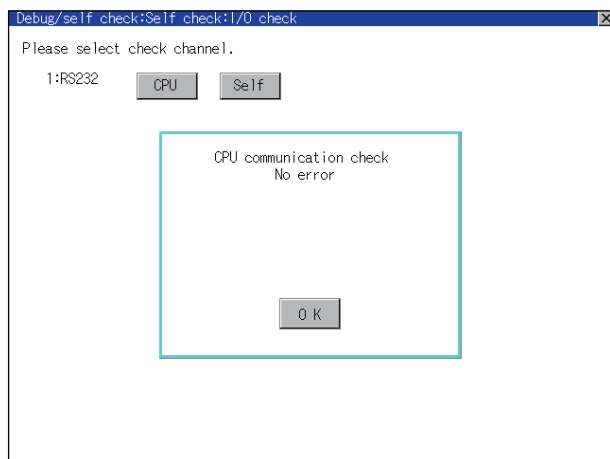 Debug/self check:Self check:I/O check
Please select check channel.
1:RS232 CPU Self
CPU communication check
No error
O K